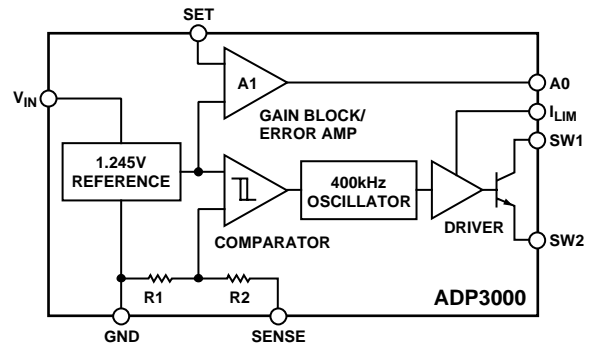 SET
V_IN
A1
A0
GAIN BLOCK/
ERROR AMP
I_LIM
1.245V
REFERENCE
SW1
400kHz
OSCILLATOR
COMPARATOR
DRIVER
SW2
R1
R2
ADP3000
GND
SENSE